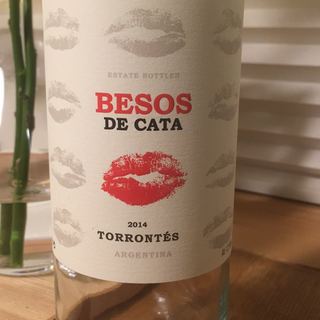 ESTATE BOTTLED
BESOS
DE CATA
2014
TORRONTÉS
ARGENTINA